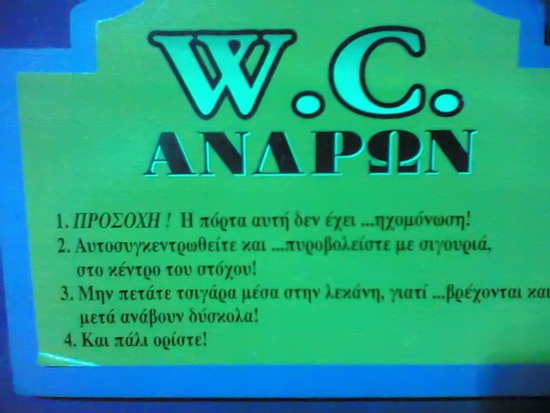 W.C.
ΑΝΔΡΩΝ
1. ΠΡΟΣΟΧΗ! Η πόρτα αυτή δεν έχει ...ηχομόνωση!
2. Αυτοσυγκεντρωθείτε και ...πυροβολείστε με σιγουριά,
στο κέντρο του στόχου!
3. Μην πετάτε τσιγάρα μέσα στην λεκάνη, γιατί ...βρέχονται και
μετά ανάβουν δύσκολα!
4. Και πάλι ορίστε!